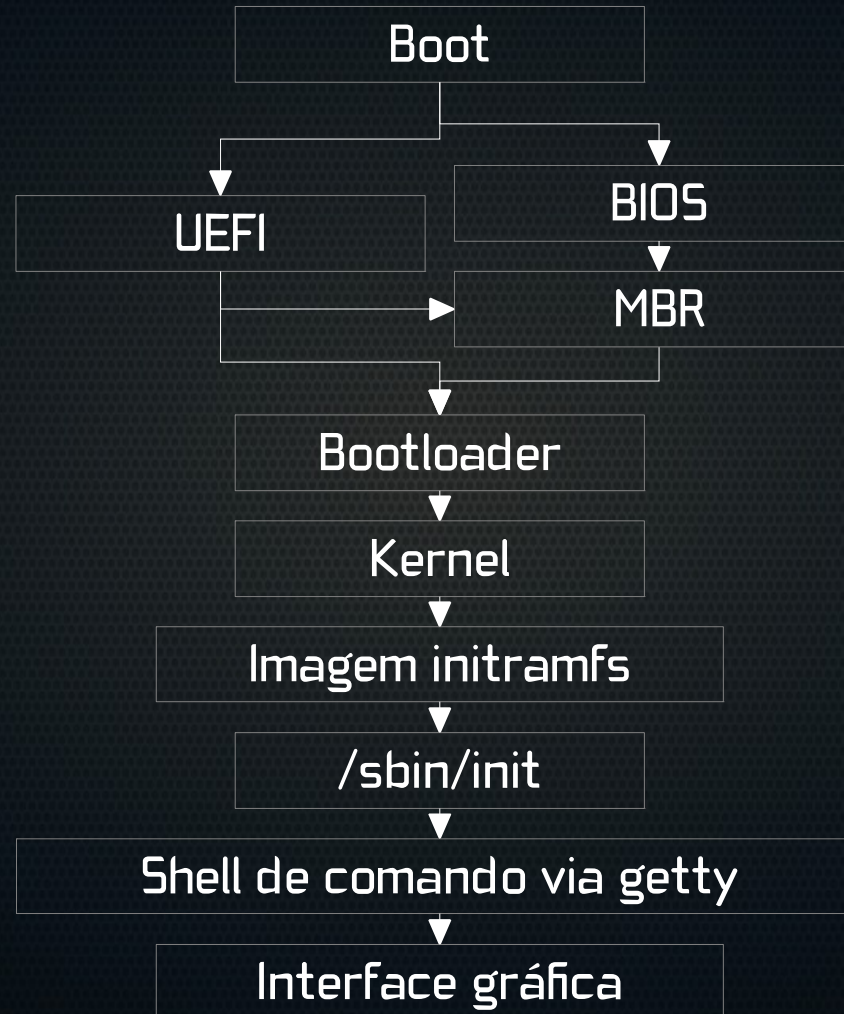 Boot
UEFI
BIOS
MBR
Bootloader
Kernel
Imagem initramfs
/sbin/init
Shell de comando via getty
Interface gráfica